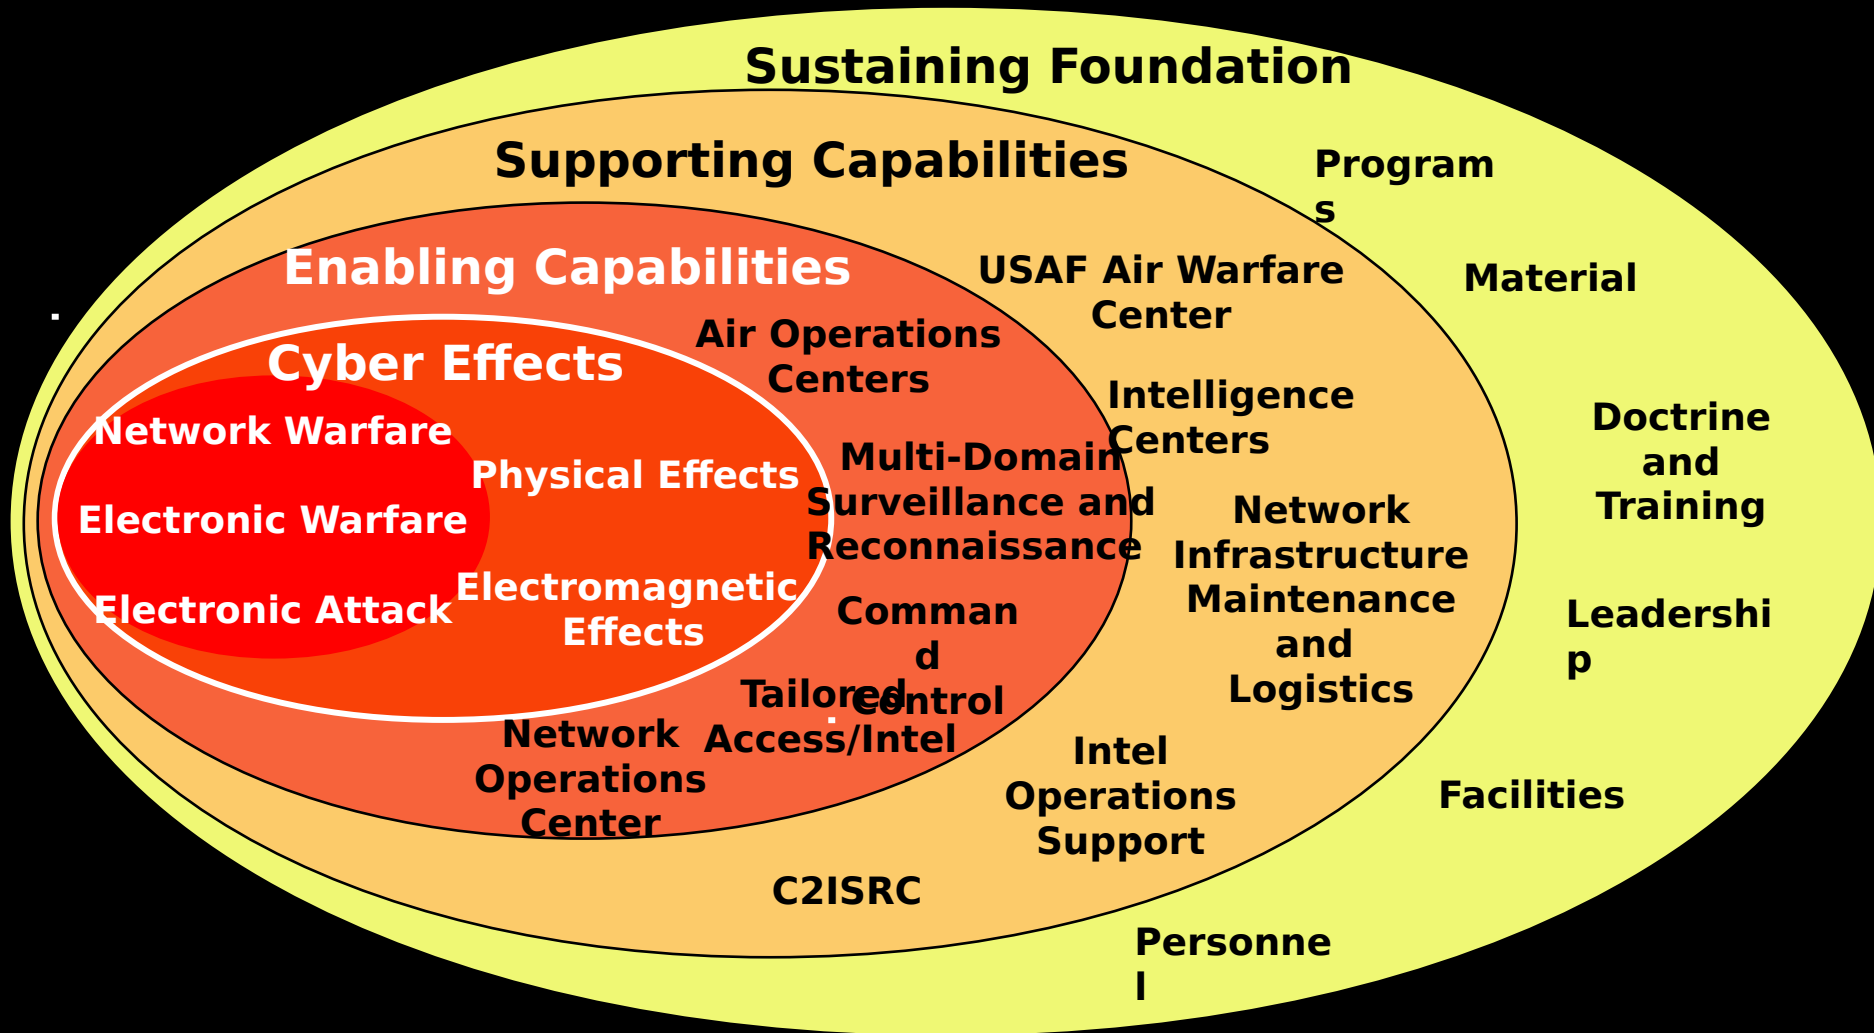 Sustaining Foundation
Supporting Capabilities
Enabling Capabilities
Cyber Effects
Network Warfare
Electronic Warfare
Electronic Attack
Physical Effects
Electromagnetic
Effects
Air Operations
Centers
Multi-Domain
Surveillance and
Reconnaissance
Comman
d
Control
Tailored
Access/Intel
Network
Operations
Center
USAF Air Warfare
Center
Intelligence
Centers
Network
Infrastructure
Maintenance
and
Logistics
Intel
Operations
Support
C2ISRC
Program
s
Material
Doctrine
and
Training
Leadershi
p
Facilities
Personne
l